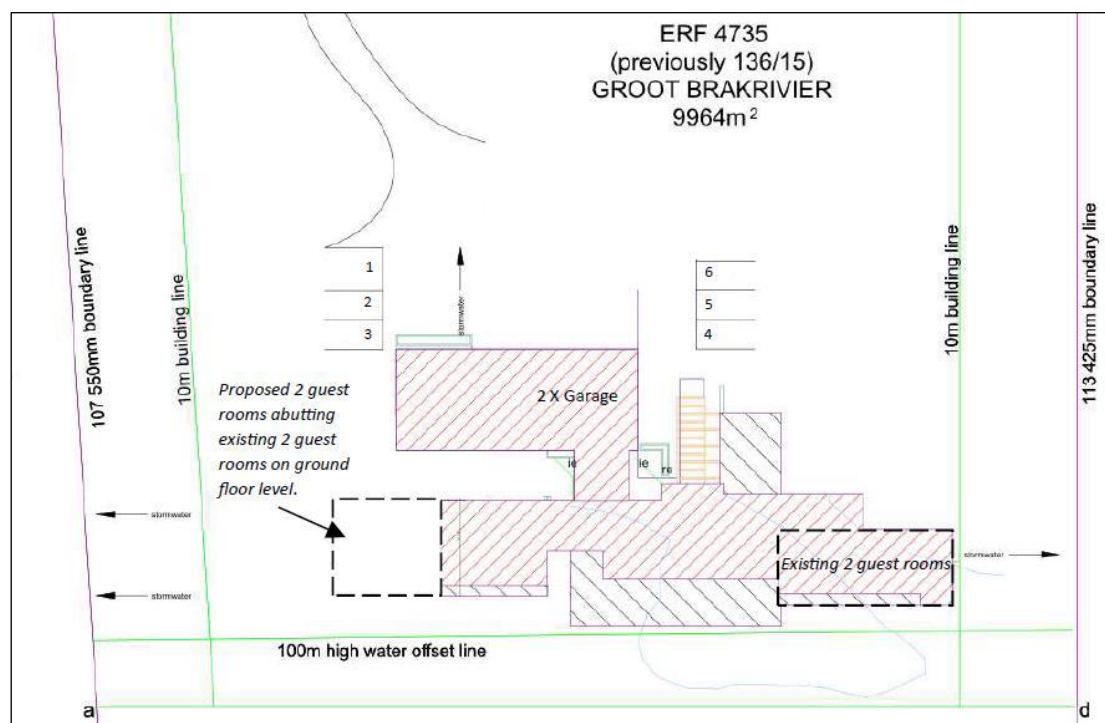 ERF 4735
(previously 136/15)
GROOT BRAKRIVIER
9964m²
107 550mm boundary line
10m building line
10m building line
113 425mm boundary line
1
2
3
stormwater
6
5
4
Proposed 2 guest
rooms abutting
existing 2 guest
rooms on ground
floor level.
2 X Garage
ie
ie
re
stormwater
stormwater
Existing 2 guest rooms
stormwater
100m high water offset line
a
d